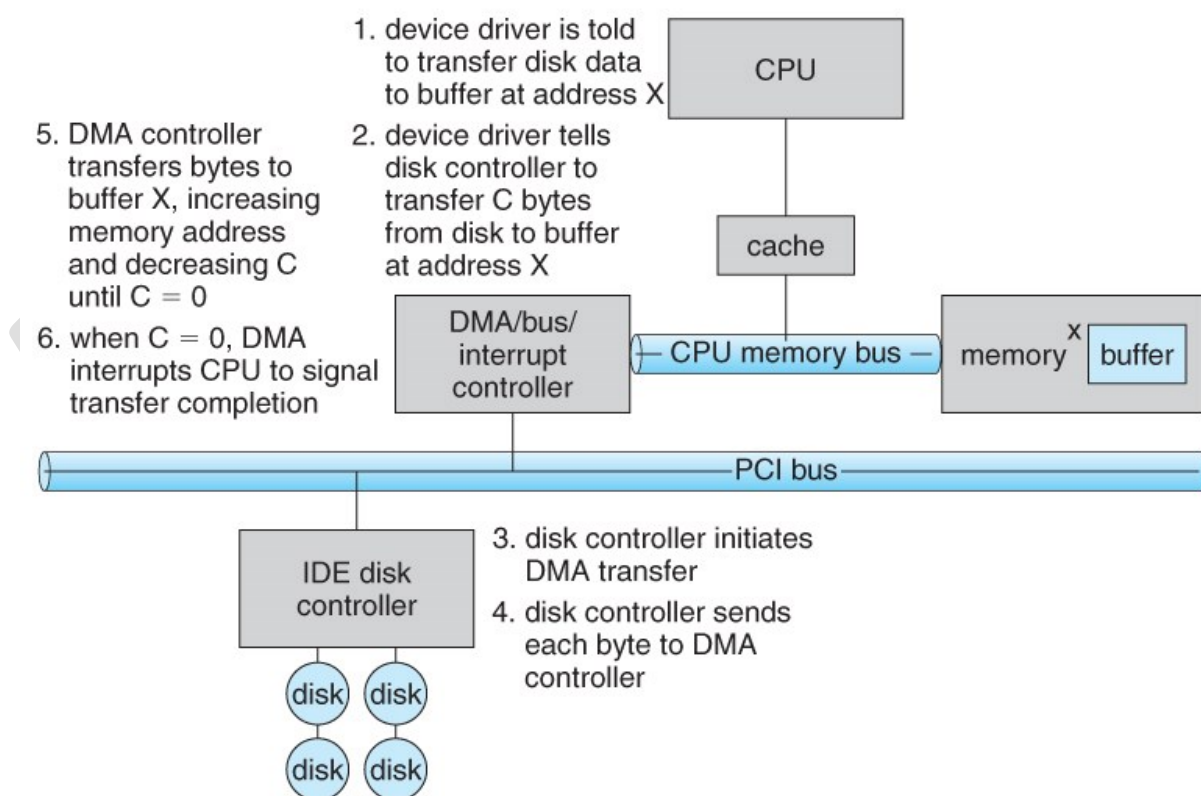 1. device driver is told
to transfer disk data
to buffer at address X
CPU
5. DMA controller
transfers bytes to
buffer X, increasing
memory address
and decreasing C
until C = 0
2. device driver tells
disk controller to
transfer C bytes
from disk to buffer
at address X
cache
6. when C = 0, DMA
interrupts CPU to signal
transfer completion
DMA/bus/
interrupt
controller
CPU memory bus
memory
x
buffer
PCI bus
IDE disk
controller
3. disk controller initiates
DMA transfer
4. disk controller sends
each byte to DMA
controller
disk
disk
disk
disk